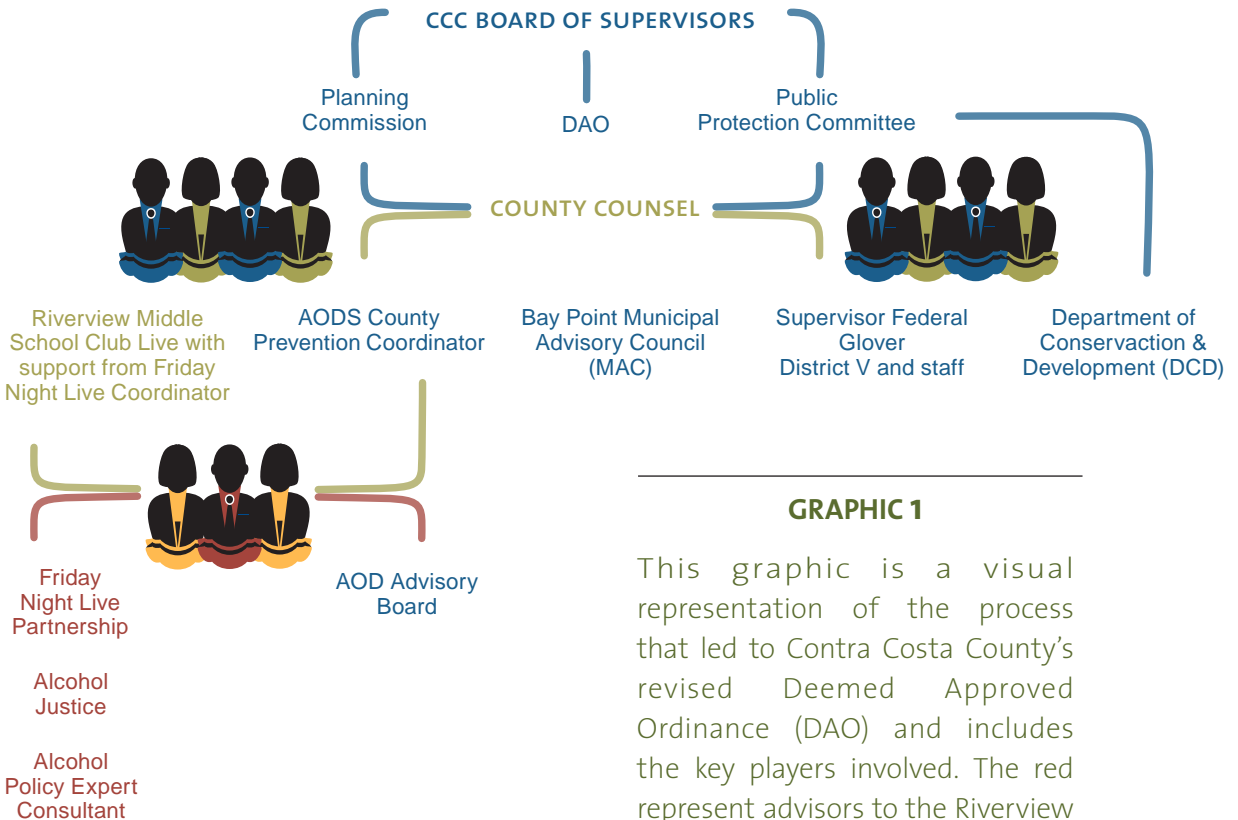 CCC BOARD OF SUPERVISORS
Planning
Commission
DAO
Public
Protection Committee
COUNTY COUNSEL
Riverview Middle
School Club Live with
support from Friday
Night Live Coordinator
AODS County
Prevention Coordinator
Bay Point Municipal
Advisory Council
(MAC)
Supervisor Federal
Glover
District V and staff
Department of
Conservaction &
Development (DCD)
Friday
Night Live
Partnership
AOD Advisory
Board
Alcohol
Justice
Alcohol
Policy Expert
Consultant
GRAPHIC 1
This graphic is a visual
representation of the process
that led to Contra Costa County's
revised Deemed Approved
Ordinance (DAO) and includes
the key players involved. The red
represent advisors to the Riverview